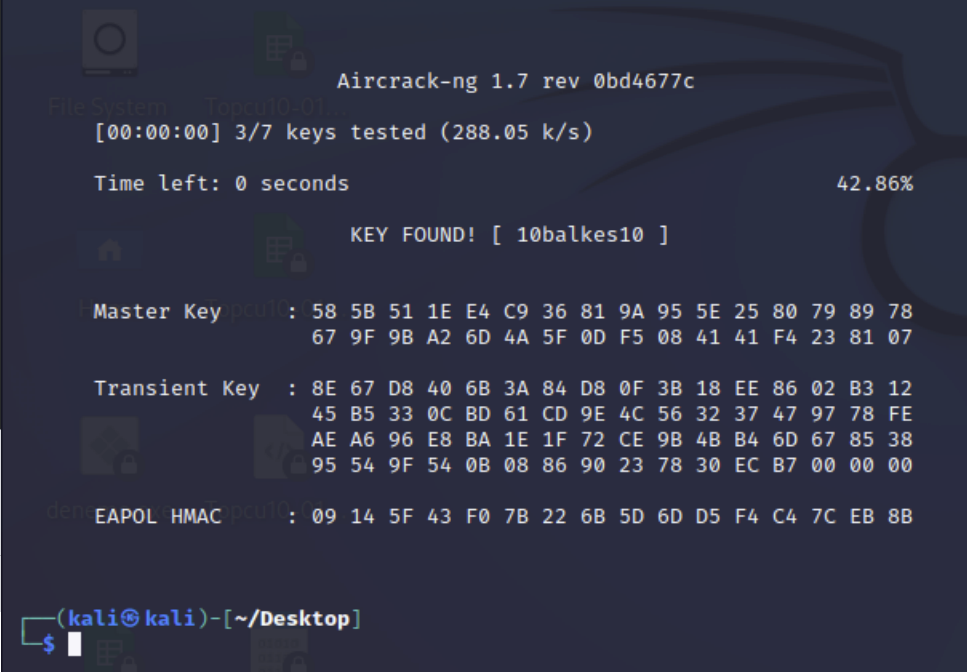 Aircrack-ng 1.7 rev 0bd4677c
File System
Topcu10-01...
[00:00:00] 3/7 keys tested (288.05 k/s)
Time left: 0 seconds 42.86%
KEY FOUND! [ 10balkes10 ]
Master Key : 58 5B 51 1E E4 C9 36 81 9A 95 5E 25 80 79 89 78
67 9F 9B A2 6D 4A 5F 0D F5 08 41 41 F4 23 81 07
Transient Key : 8E 67 D8 40 6B 3A 84 D8 0F 3B 18 EE 86 02 B3 12
45 B5 33 0C BD 61 CD 9E 4C 56 32 37 47 97 78 FE
AE A6 96 E8 BA 1E 1F 72 CE 9B 4B B4 6D 67 85 38
95 54 9F 54 0B 08 86 90 23 78 30 EC B7 00 00 00
EAPOL HMAC : 09 14 5F 43 F0 7B 22 6B 5D 6D D5 F4 C4 7C EB 8B
(kali㉿kali)-[~/Desktop]
$